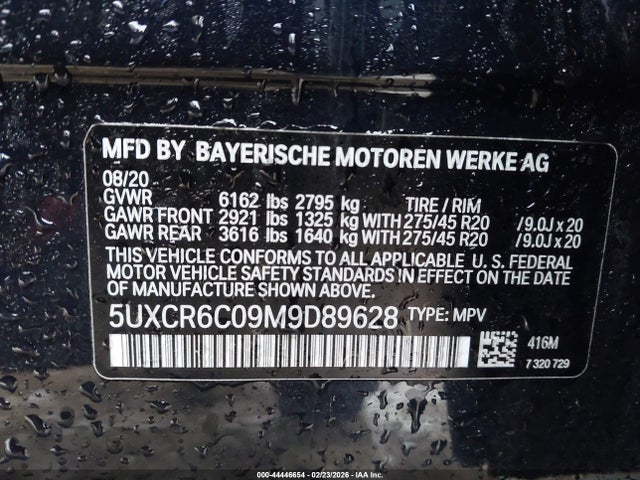 MFD BY BAYERISCHE MOTOREN WERKE AG
08/20
GVWR 6162 lbs 2795 kg TIRE / RIM
GAWR FRONT 2921 lbs 1325 kg WITH 275/45 R20 /9.0J x 20
GAWR REAR 3616 lbs 1640 kg WITH 275/45 R20 /9.0J x 20
THIS VEHICLE CONFORMS TO ALL APPLICABLE U. S. FEDERAL
MOTOR VEHICLE SAFETY STANDARDS IN EFFECT ON THE DATE
OF MANUFACTURE SHOWN ABOVE.
5UXCR6C09M9D89628 TYPE: MPV
416M
7 320 729
000-44446654 - 02/23/2026 - IAA Inc.